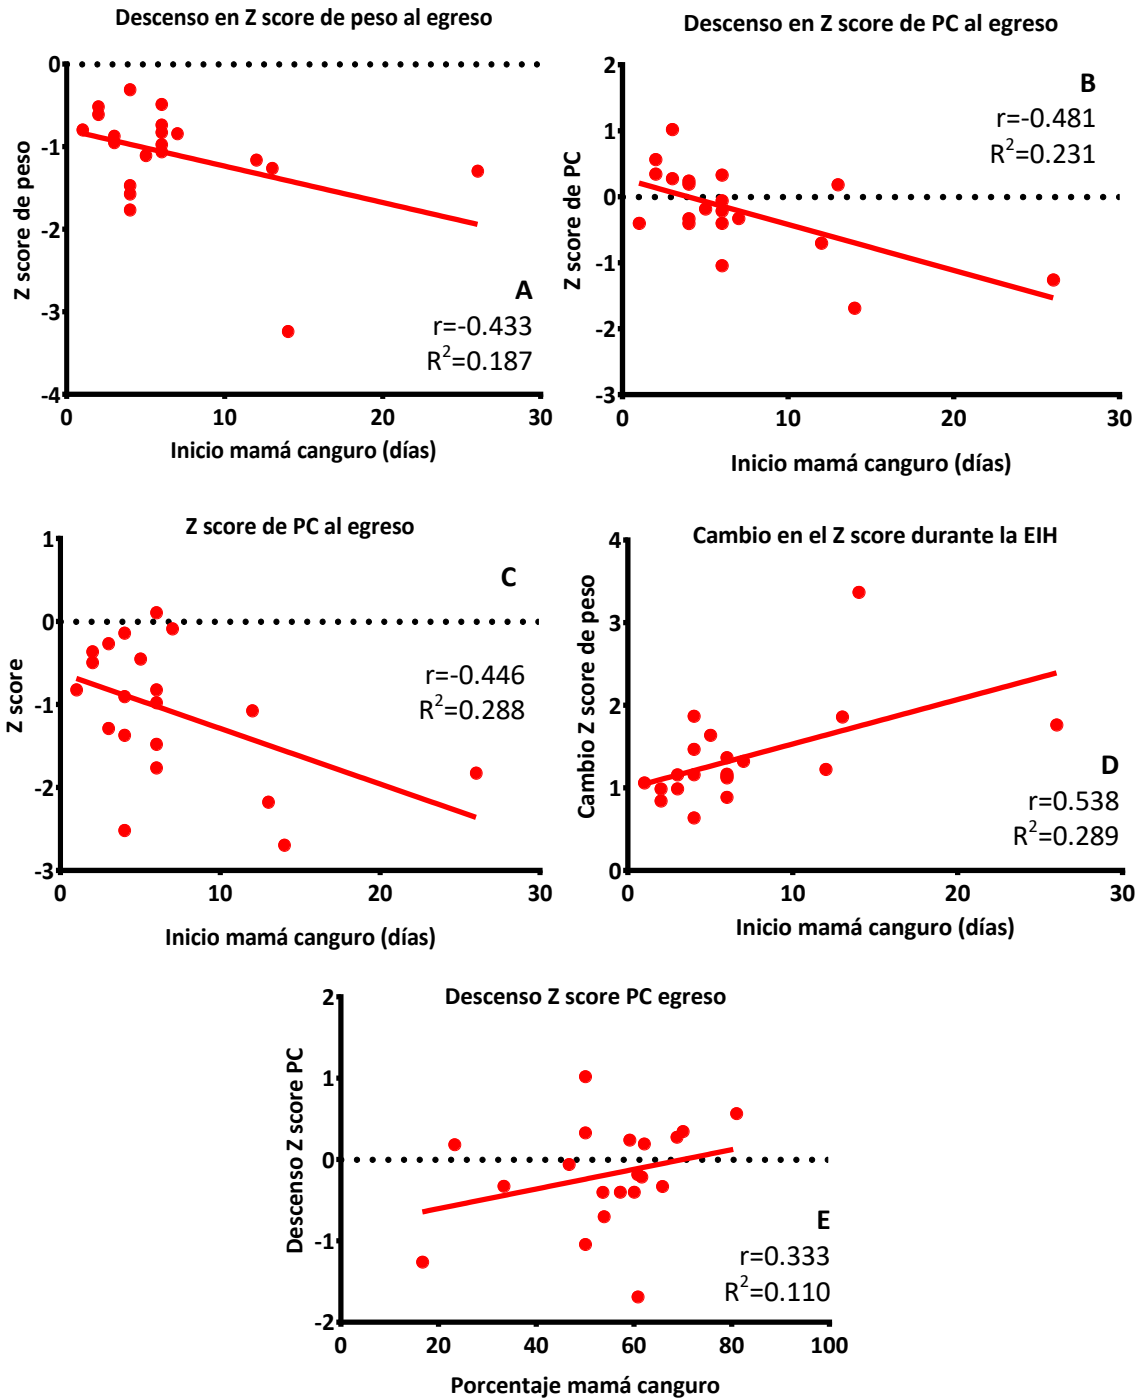 Descenso en Z score de peso al egreso
0
-1
-2
-3
-4
Z score de peso
A
r=-0.433
R²=0.187
0
10
20
30
Inicio mamá canguro (días)
Descenso en Z score de PC al egreso
2
1
0
-1
-2
-3
Z score de PC
B
r=-0.481
R²=0.231
0
10
20
30
Inicio mamá canguro (días)
Z score de PC al egreso
1
0
-1
-2
-3
Z score
C
r=-0.446
R²=0.288
0
10
20
30
Inicio mamá canguro (días)
Cambio en el Z score durante la EIH
4
3
2
1
0
Cambio Z score de peso
D
r=0.538
R²=0.289
0
10
20
30
Inicio mamá canguro (días)
Descenso Z score PC egreso
2
1
0
-1
-2
Descenso Z score PC
E
r=0.333
R²=0.110
0
20
40
60
80
100
Porcentaje mamá canguro